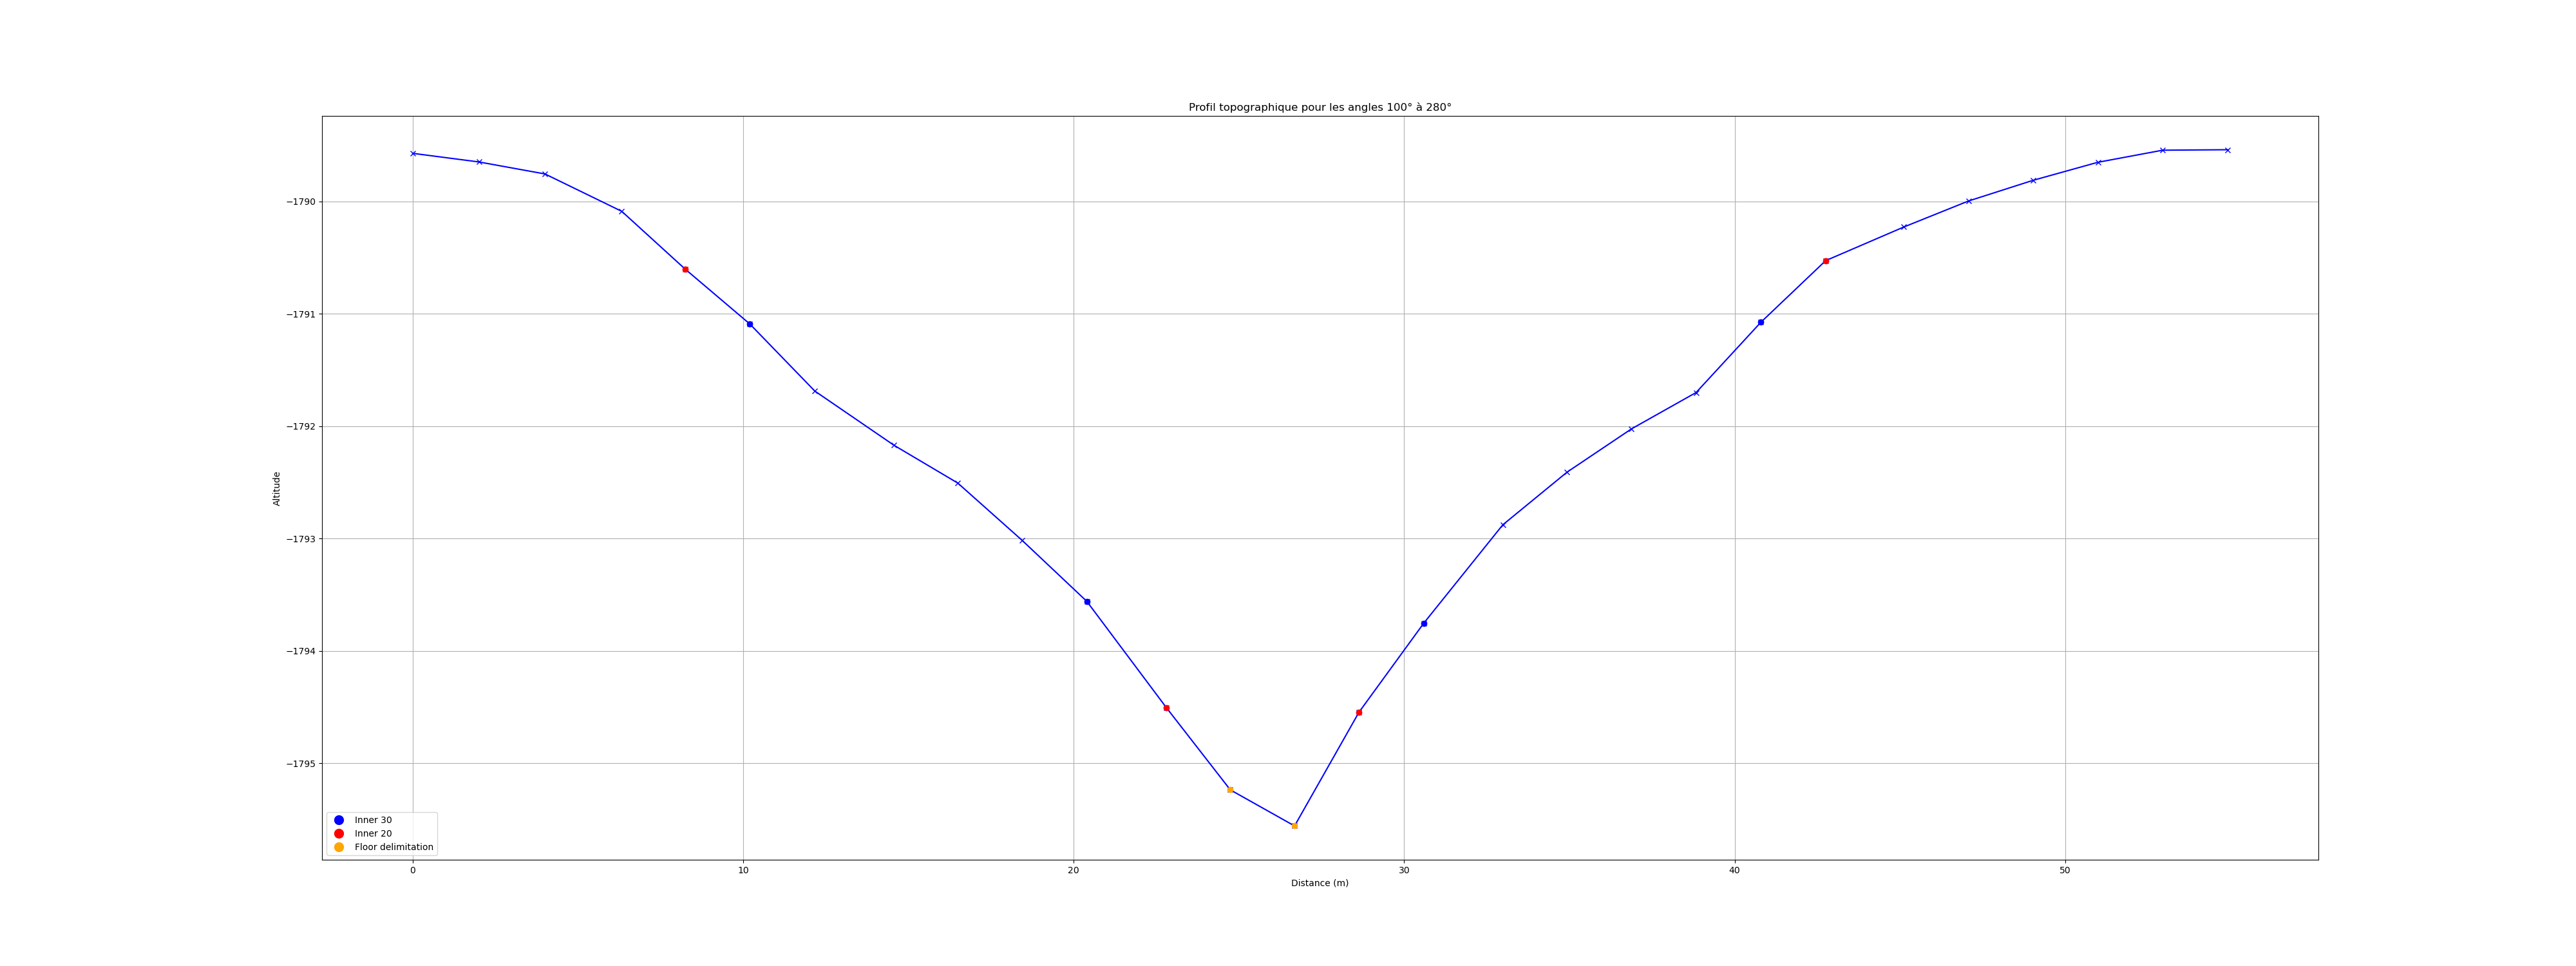 Profil topographique pour les angles 100° à 280°
Altitude
−1790
−1791
−1792
−1793
−1794
−1795
Inner 30
Inner 20
Floor delimitation
0 10 20 30 40 50
Distance (m)